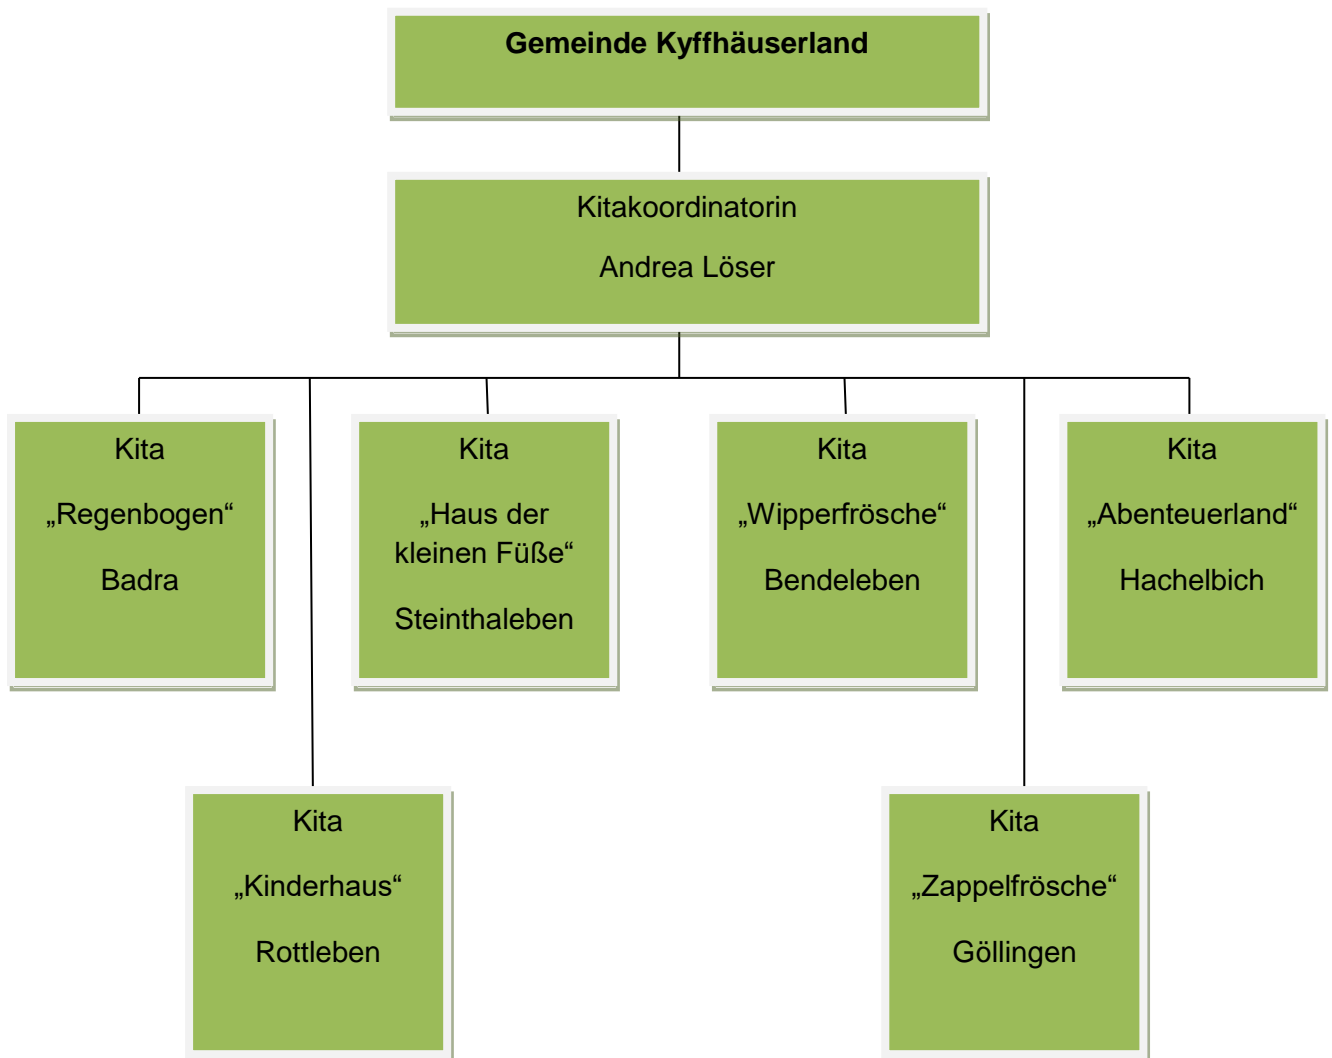 Gemeinde Kyffhäuserland
Kitakoordinatorin
Andrea Löser
Kita
„Regenbogen“
Badra
Kita
„Haus der
kleinen Füße“
Steinthaleben
Kita
„Wipperfrösche“
Bendeleben
Kita
„Abenteuerland“
Hachelbich
Kita
„Kinderhaus“
Rottleben
Kita
„Zappelfrösche“
Göllingen